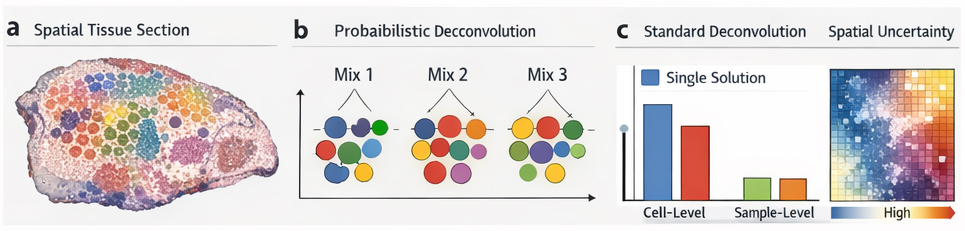 a Spatial Tissue Section
b Probaibilistic Decconvolution
Mix 1 Mix 2 Mix 3
c Standard Deconvolution Spatial Uncertainty
Single Solution
Cell-Level Sample-Level High